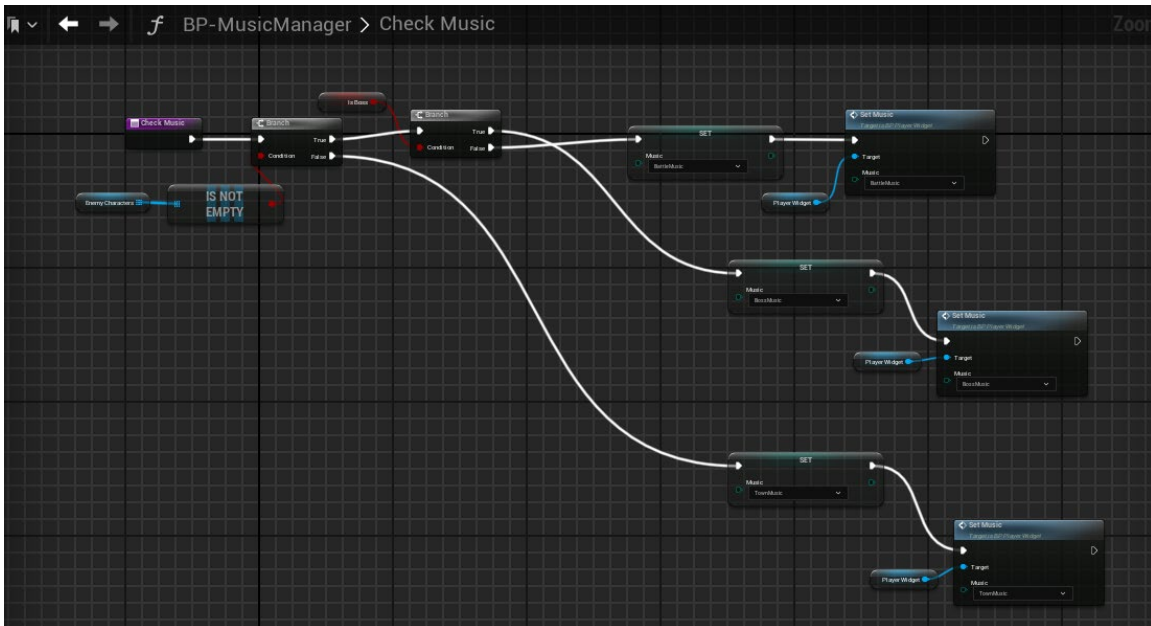 f BP-MusicManager > Check Music
Zoor
Check Music
Branch
True
Condition
False
Is Boss
Branch
True
Condition
False
Enemy Characters
IS NOT
EMPTY
SET
Music
BattleMusic
Set Music
Target is BP Player Widget
Target
Music
BattleMusic
Player Widget
SET
Music
BossMusic
Set Music
Target is BP Player Widget
Target
Music
BossMusic
Player Widget
SET
Music
TownMusic
Set Music
Target is BP Player Widget
Target
Music
TownMusic
Player Widget